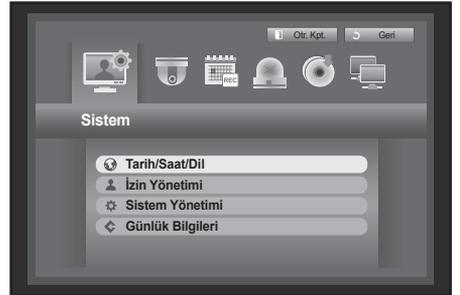 Otr. Kpt. Geri
REC
Sistem
Tarih/Saat/Dil
İzin Yönetimi
Sistem Yönetimi
Günlük Bilgileri